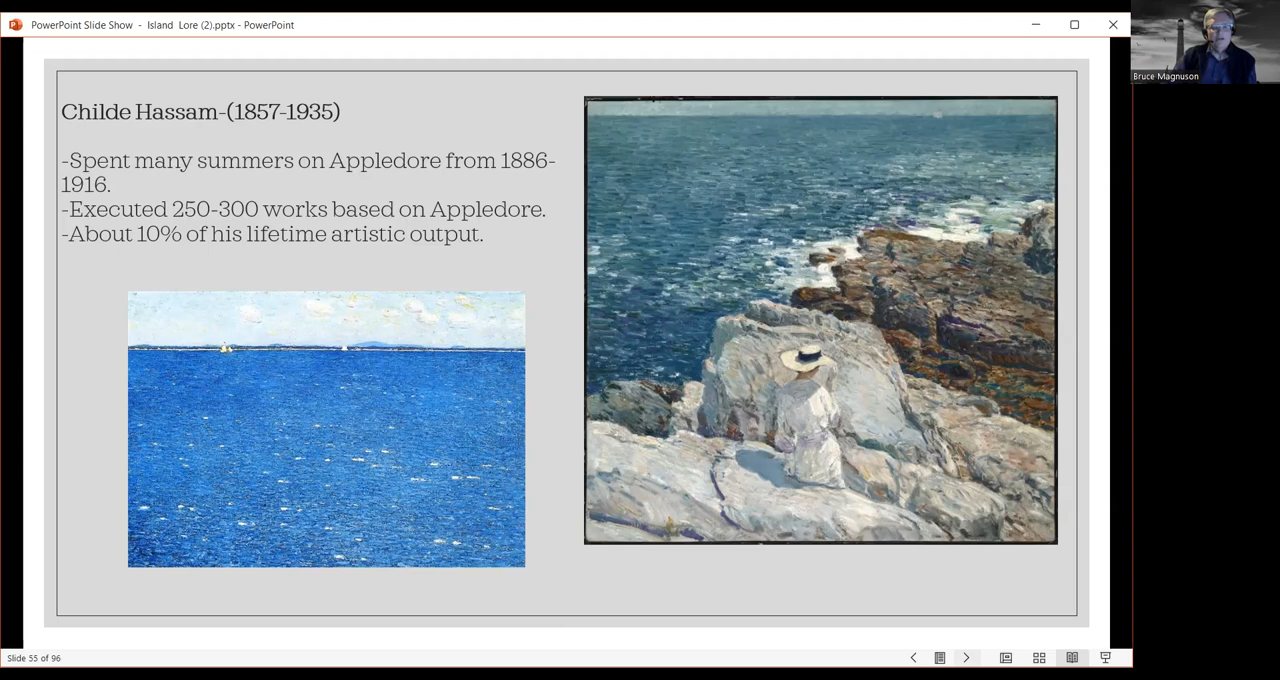 PowerPoint Slide Show - Island Lore (2).pptx - PowerPoint
Bruce Magnuson
Childe Hassam-(1857-1935)
-Spent many summers on Appledore from 1886-
1916.
-Executed 250-300 works based on Appledore.
-About 10% of his lifetime artistic output.
Slide 55 of 96